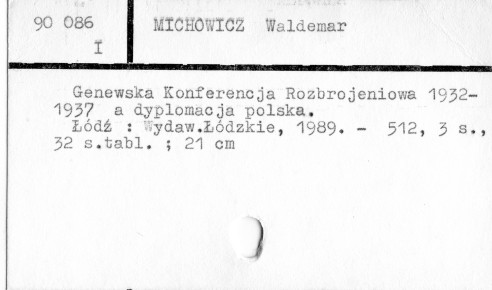 90 086 MICHOWICZ Waldemar
I
Genewska Konferencja Rozbrojeniowa 1932-
1937 a dyplomacja polska.
Łódź : Wydaw.Łódzkie, 1989. - 512, 3 s.,
32 s.tabl. ; 21 cm